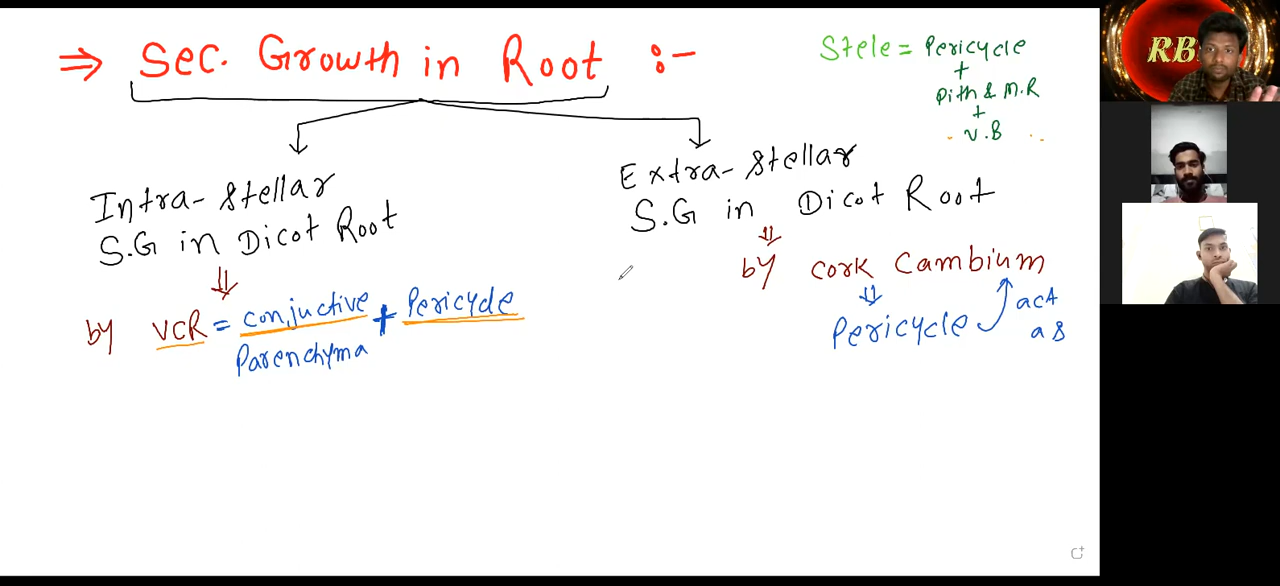 ⇒ Sec. Growth in Root :-
Stele = Pericycle
+
Pith & M.R
+
V.B
Intra-Stellar
S.G in Dicot Root
⇓
by VCR = conjuctive + Pericycle
Parenchyma
Extra-Stellar
S.G in Dicot Root
⇓
by cork Cambium
⇓
Pericycle act
as
RB